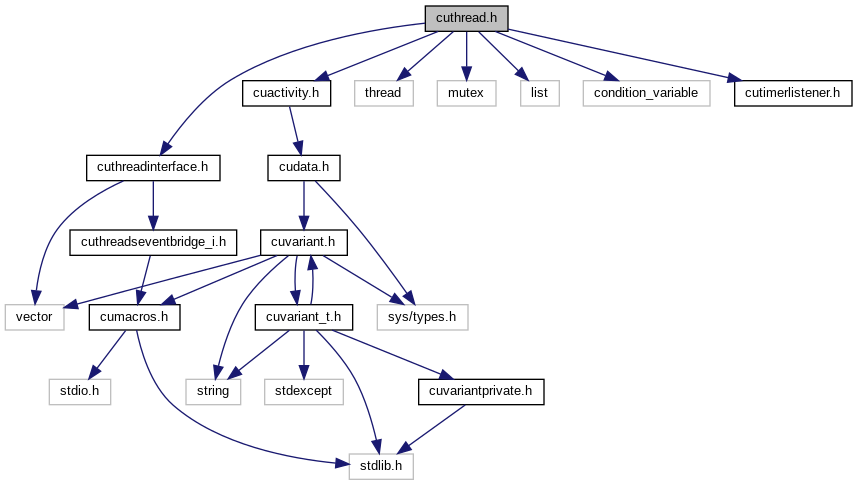 cuthread.h
cuactivity.h
thread
mutex
list
condition_variable
cutimerlistener.h
cuthreadinterface.h
cudata.h
cuthreadseventbridge_i.h
cuvariant.h
vector
cumacros.h
cuvariant_t.h
sys/types.h
stdio.h
string
stdexcept
cuvariantprivate.h
stdlib.h